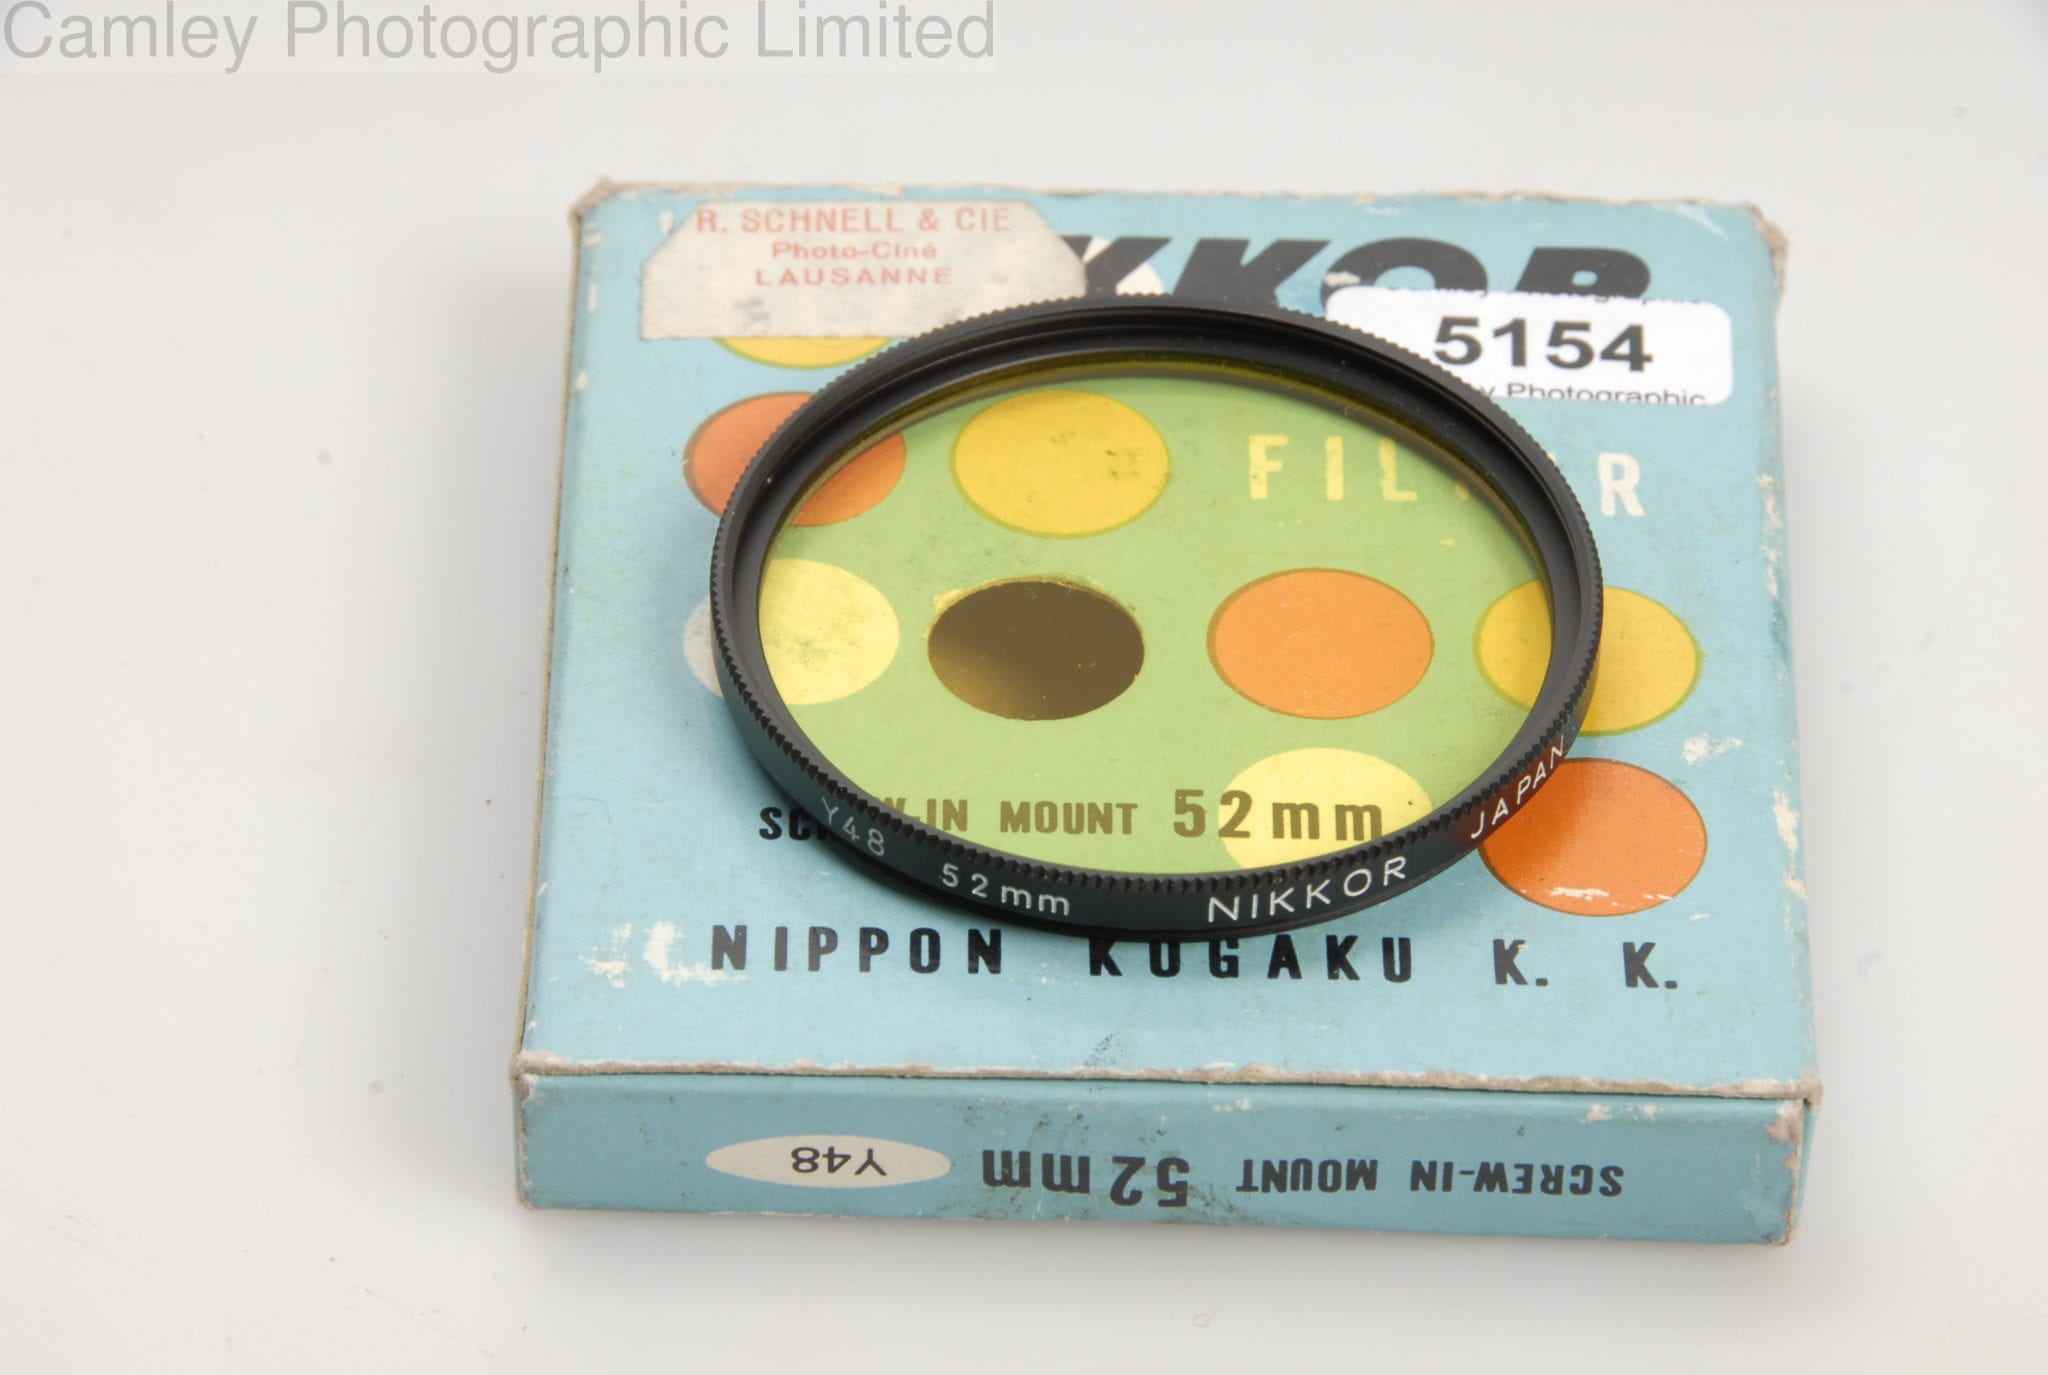 Camley Photographic Limited
R. SCHNELL & CIE
Photo-Ciné
LAUSANNE
5154
Photographic
R
Y48 52mm NIKKOR JAPAN
MOUNT 52mm
NIPPON KOGAKU K. K.
SCREW-IN MOUNT 52mm Y48